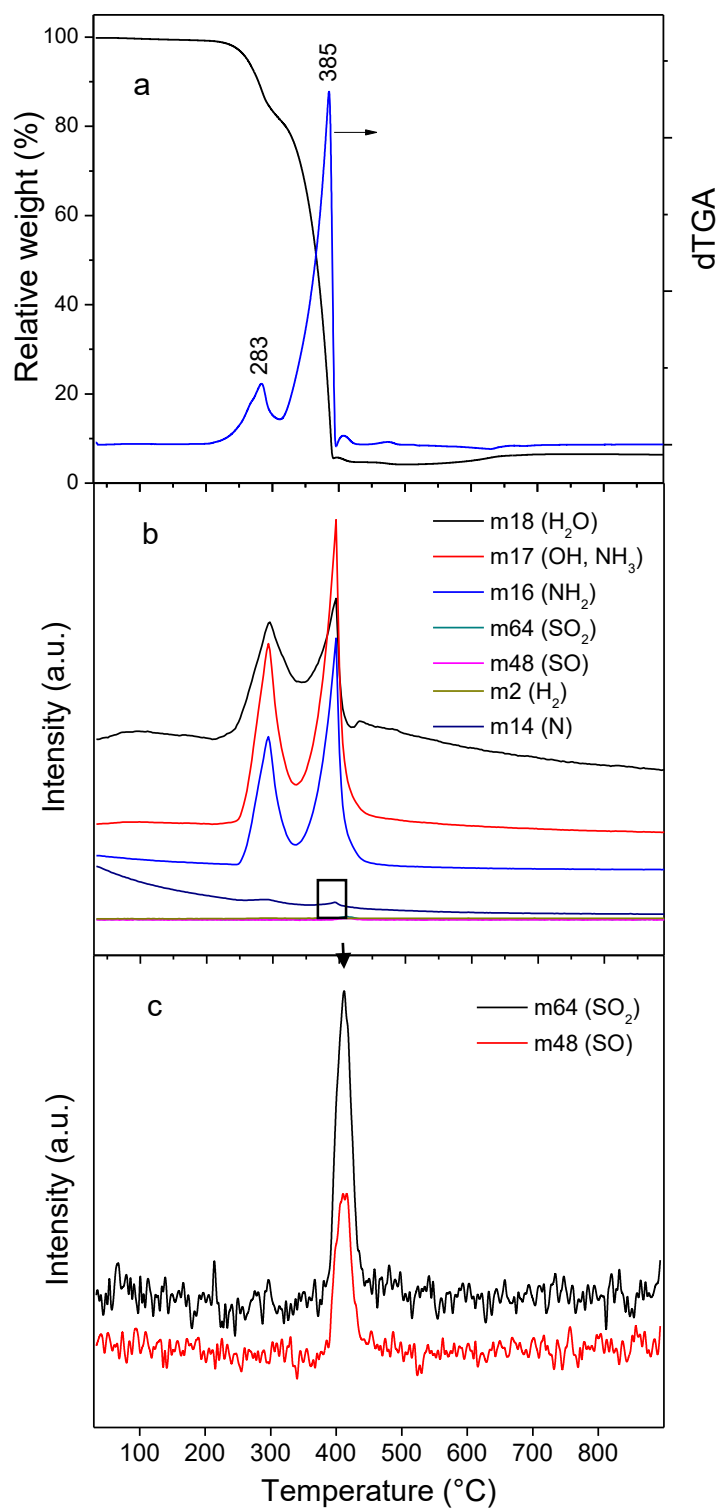 a
385
283
100
80
60
40
20
0
Relative weight (%)
dTGA
b
m18 (H₂O)
m17 (OH, NH₃)
m16 (NH₂)
m64 (SO₂)
m48 (SO)
m2 (H₂)
m14 (N)
Intensity (a.u.)
c
m64 (SO₂)
m48 (SO)
Intensity (a.u.)
100 200 300 400 500 600 700 800
Temperature (°C)